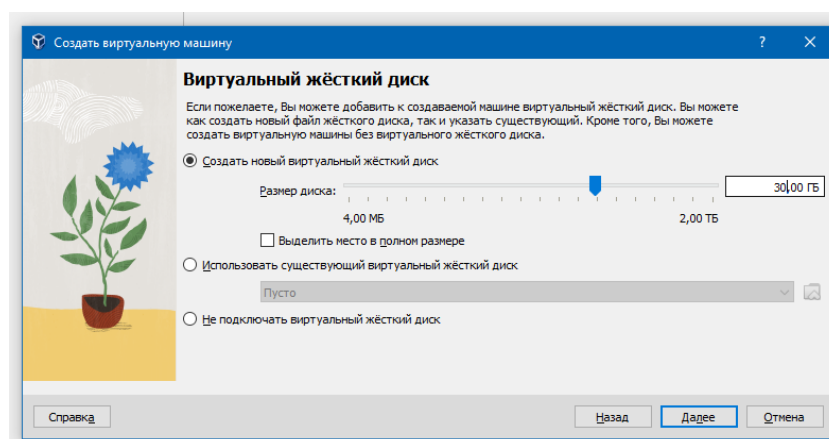 Создать виртуальную машину
Виртуальный жёсткий диск
Если пожелаете, Вы можете добавить к создаваемой машине виртуальный жёсткий диск. Вы можете
как создать новый файл жёсткого диска, так и указать существующий. Кроме того, Вы можете
создать виртуальную машины без виртуального жёсткого диска.
Создать новый виртуальный жёсткий диск
Размер диска:
30,00 ГБ
4,00 МБ
2,00 ТБ
Выделить место в полном размере
Использовать существующий виртуальный жёсткий диск
Пусто
Не подключать виртуальный жёсткий диск
Справка
Назад
Далее
Отмена